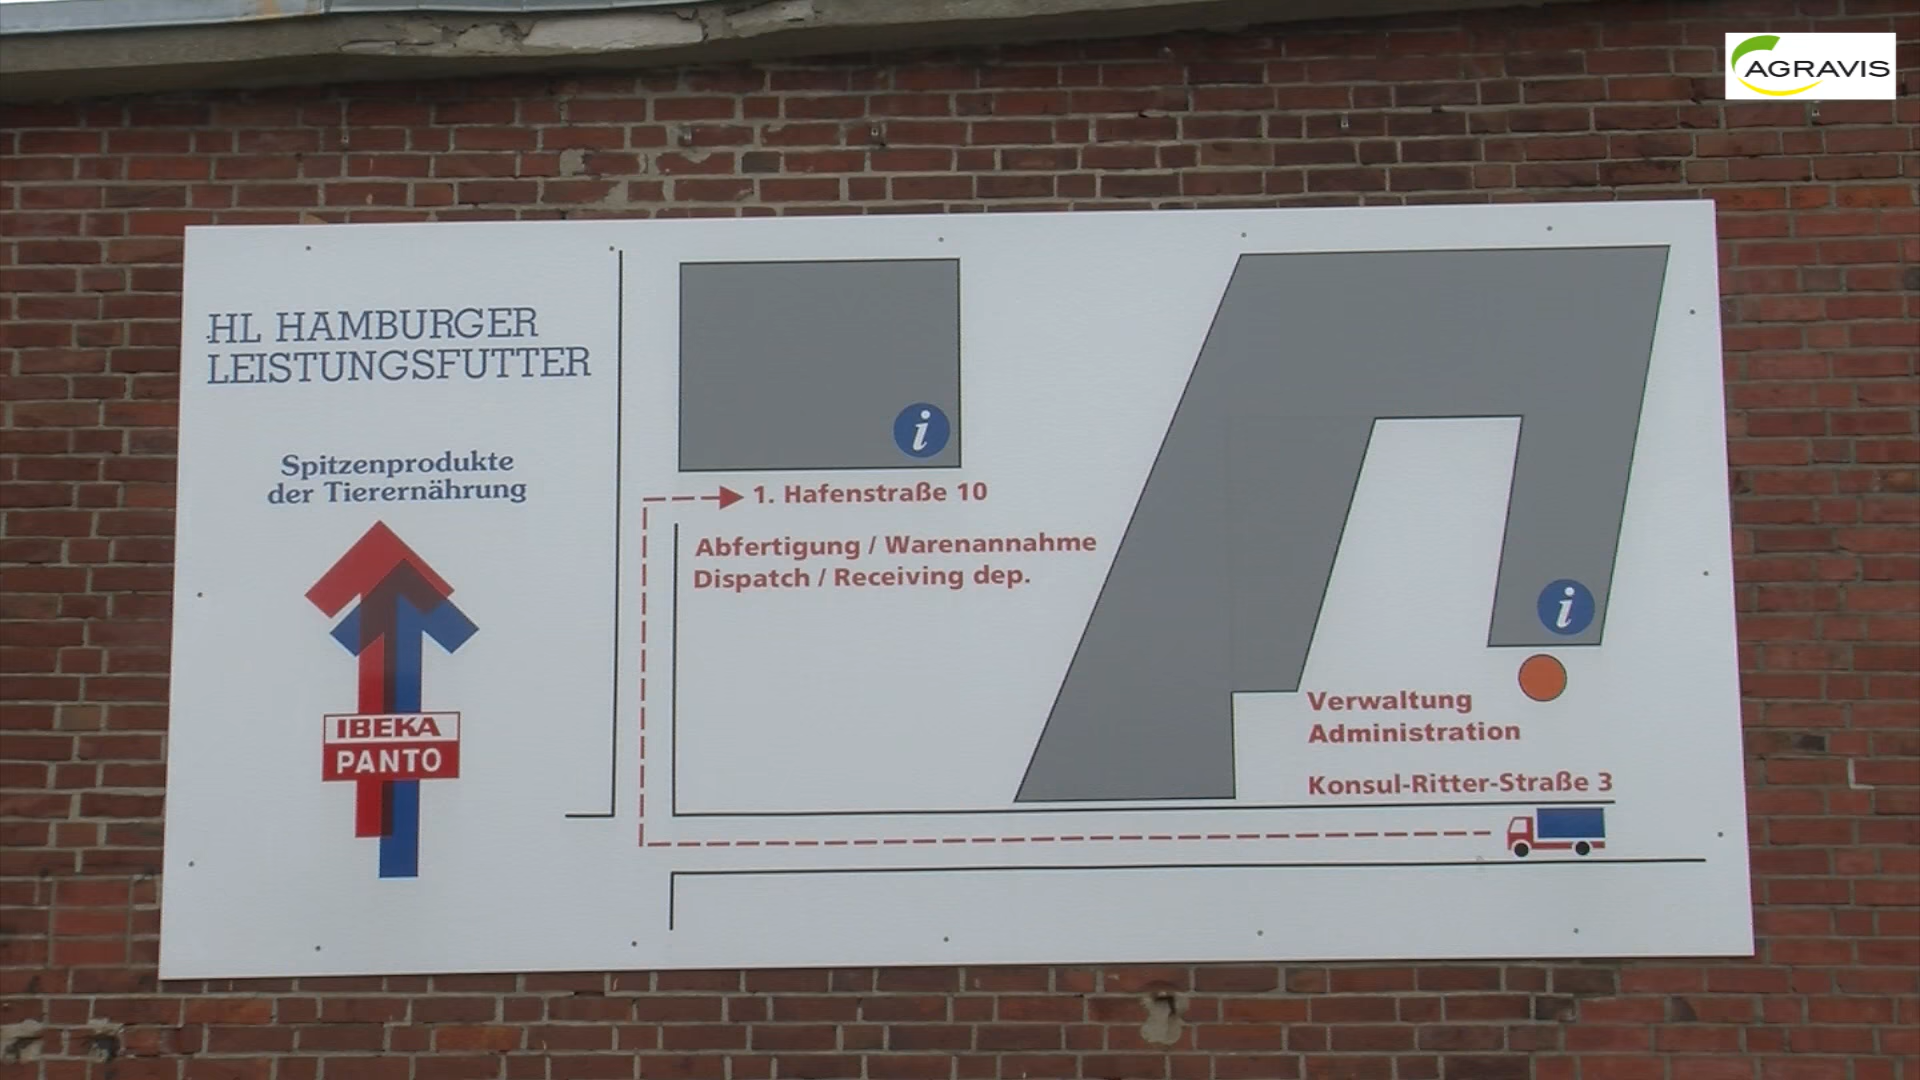 AGRAVIS
HL HAMBURGER
LEISTUNGSFUTTER
Spitzenprodukte
der Tierernährung
IBEKA
PANTO
i
1. Hafenstraße 10
Abfertigung / Warenannahme
Dispatch / Receiving dep.
i
Verwaltung
Administration
Konsul-Ritter-Straße 3